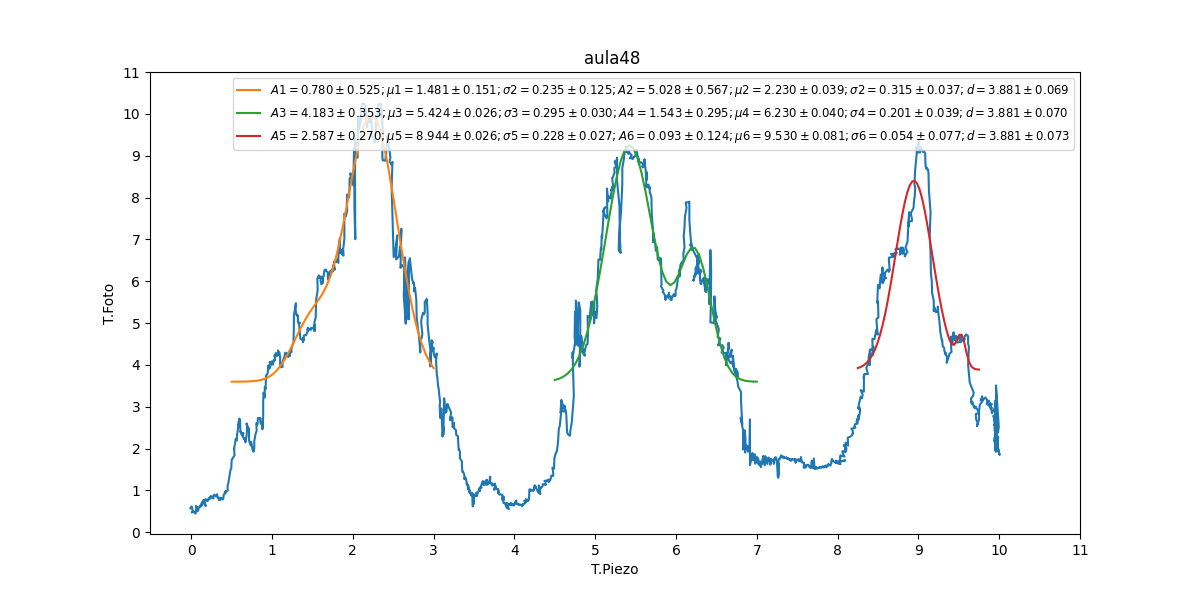 aula48
A1 = 0.780 ± 0.525; μ1 = 1.481 ± 0.151; σ2 = 0.235 ± 0.125; A2 = 5.028 ± 0.567; μ2 = 2.230 ± 0.039; σ2 = 0.315 ± 0.037; d = 3.881 ± 0.069
A3 = 4.183 ± 0.353; μ3 = 5.424 ± 0.026; σ3 = 0.295 ± 0.030; A4 = 1.543 ± 0.295; μ4 = 6.230 ± 0.040; σ4 = 0.201 ± 0.039; d = 3.881 ± 0.070
A5 = 2.587 ± 0.270; μ5 = 8.944 ± 0.026; σ5 = 0.228 ± 0.027; A6 = 0.093 ± 0.124; μ6 = 9.530 ± 0.081; σ6 = 0.054 ± 0.077; d = 3.881 ± 0.073
11
10
9
8
7
6
5
4
3
2
1
0
T.Foto
0 1 2 3 4 5 6 7 8 9 10 11
T.Piezo